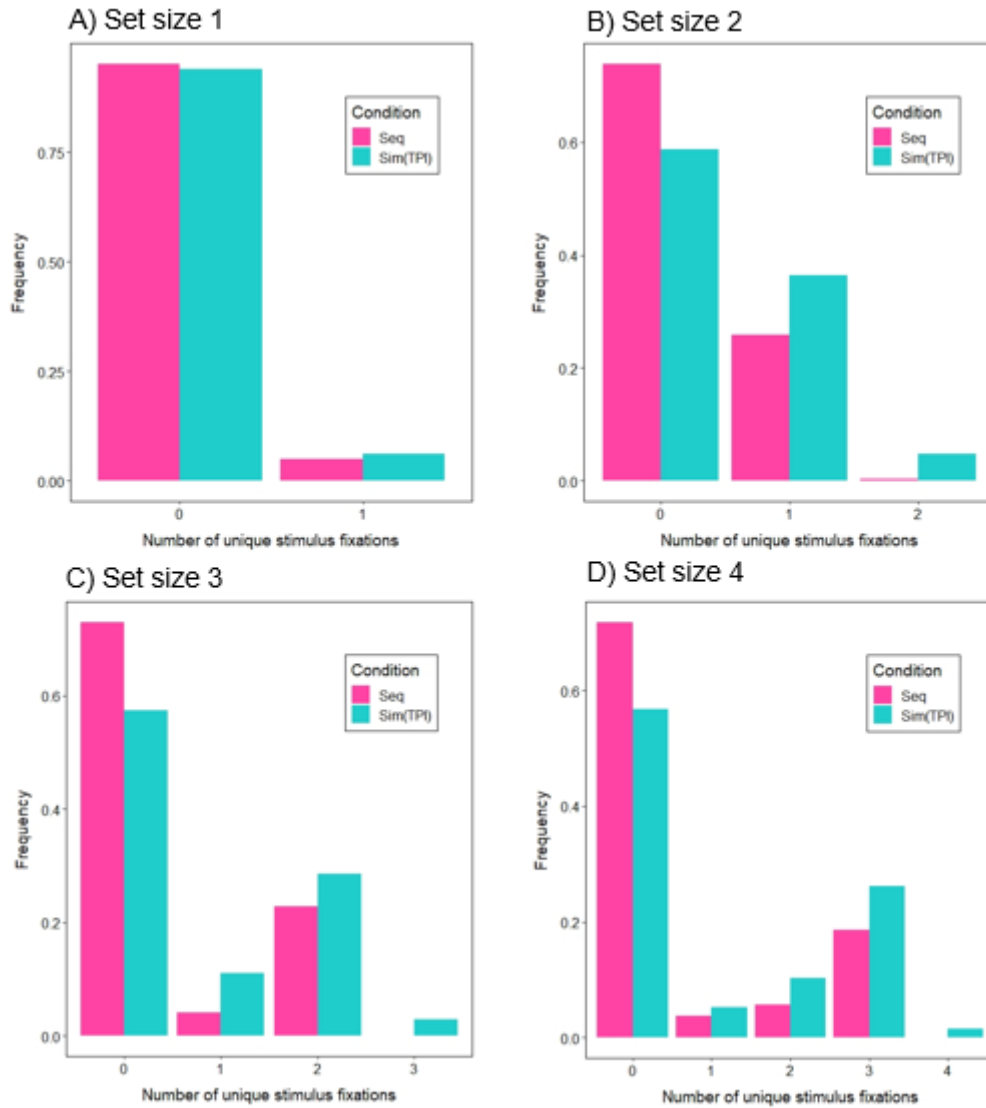 A) Set size 1
Frequency
0.75
0.50
0.25
0.00
Condition
Seq
Sim(TPI)
0 1
Number of unique stimulus fixations
B) Set size 2
Frequency
0.6
0.4
0.2
0.0
Condition
Seq
Sim(TPI)
0 1 2
Number of unique stimulus fixations
C) Set size 3
Frequency
0.6
0.4
0.2
0.0
Condition
Seq
Sim(TPI)
0 1 2 3
Number of unique stimulus fixations
D) Set size 4
Frequency
0.6
0.4
0.2
0.0
Condition
Seq
Sim(TPI)
0 1 2 3 4
Number of unique stimulus fixations